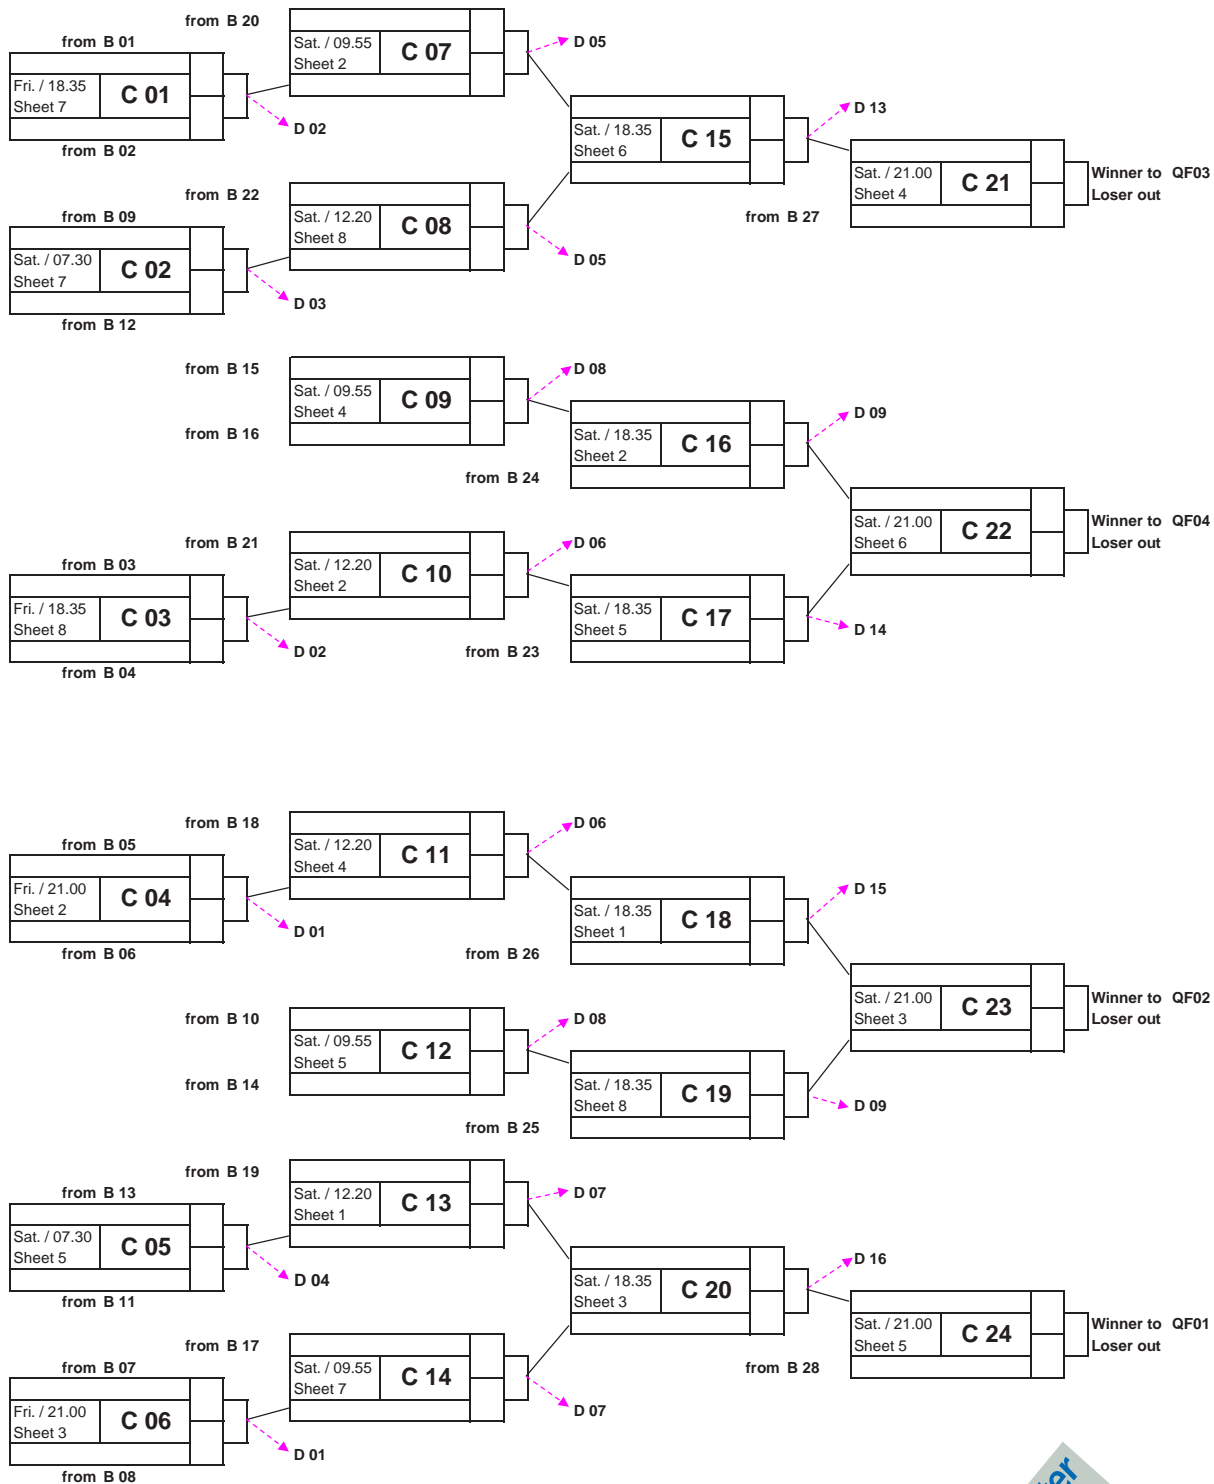 from B 20
from B 01
Sat. / 09.55
Sheet 2
C 07
D 05
Fri. / 18.35
Sheet 7
C 01
D 02
from B 02
Sat. / 18.35
Sheet 6
C 15
D 13
Sat. / 21.00
Sheet 4
C 21
Winner to QF03
Loser out
from B 22
from B 09
Sat. / 12.20
Sheet 8
C 08
from B 27
Sat. / 07.30
Sheet 7
C 02
D 05
D 03
from B 12
from B 15
Sat. / 09.55
Sheet 4
C 09
D 08
from B 16
Sat. / 18.35
Sheet 2
C 16
D 09
from B 24
Sat. / 21.00
Sheet 6
C 22
Winner to QF04
Loser out
from B 21
from B 03
Sat. / 12.20
Sheet 2
C 10
D 06
Fri. / 18.35
Sheet 8
C 03
Sat. / 18.35
Sheet 5
C 17
D 14
D 02
from B 23
from B 04
from B 18
from B 05
Sat. / 12.20
Sheet 4
C 11
D 06
Fri. / 21.00
Sheet 2
C 04
D 01
from B 06
Sat. / 18.35
Sheet 1
C 18
D 15
from B 26
Sat. / 21.00
Sheet 3
C 23
Winner to QF02
Loser out
from B 10
Sat. / 09.55
Sheet 5
C 12
D 08
from B 14
Sat. / 18.35
Sheet 8
C 19
D 09
from B 25
from B 19
from B 13
Sat. / 12.20
Sheet 1
C 13
D 07
Sat. / 07.30
Sheet 5
C 05
D 04
from B 11
Sat. / 18.35
Sheet 3
C 20
D 16
Sat. / 21.00
Sheet 5
C 24
Winner to QF01
Loser out
from B 17
from B 07
Sat. / 09.55
Sheet 7
C 14
from B 28
Fri. / 21.00
Sheet 3
C 06
D 07
D 01
from B 08